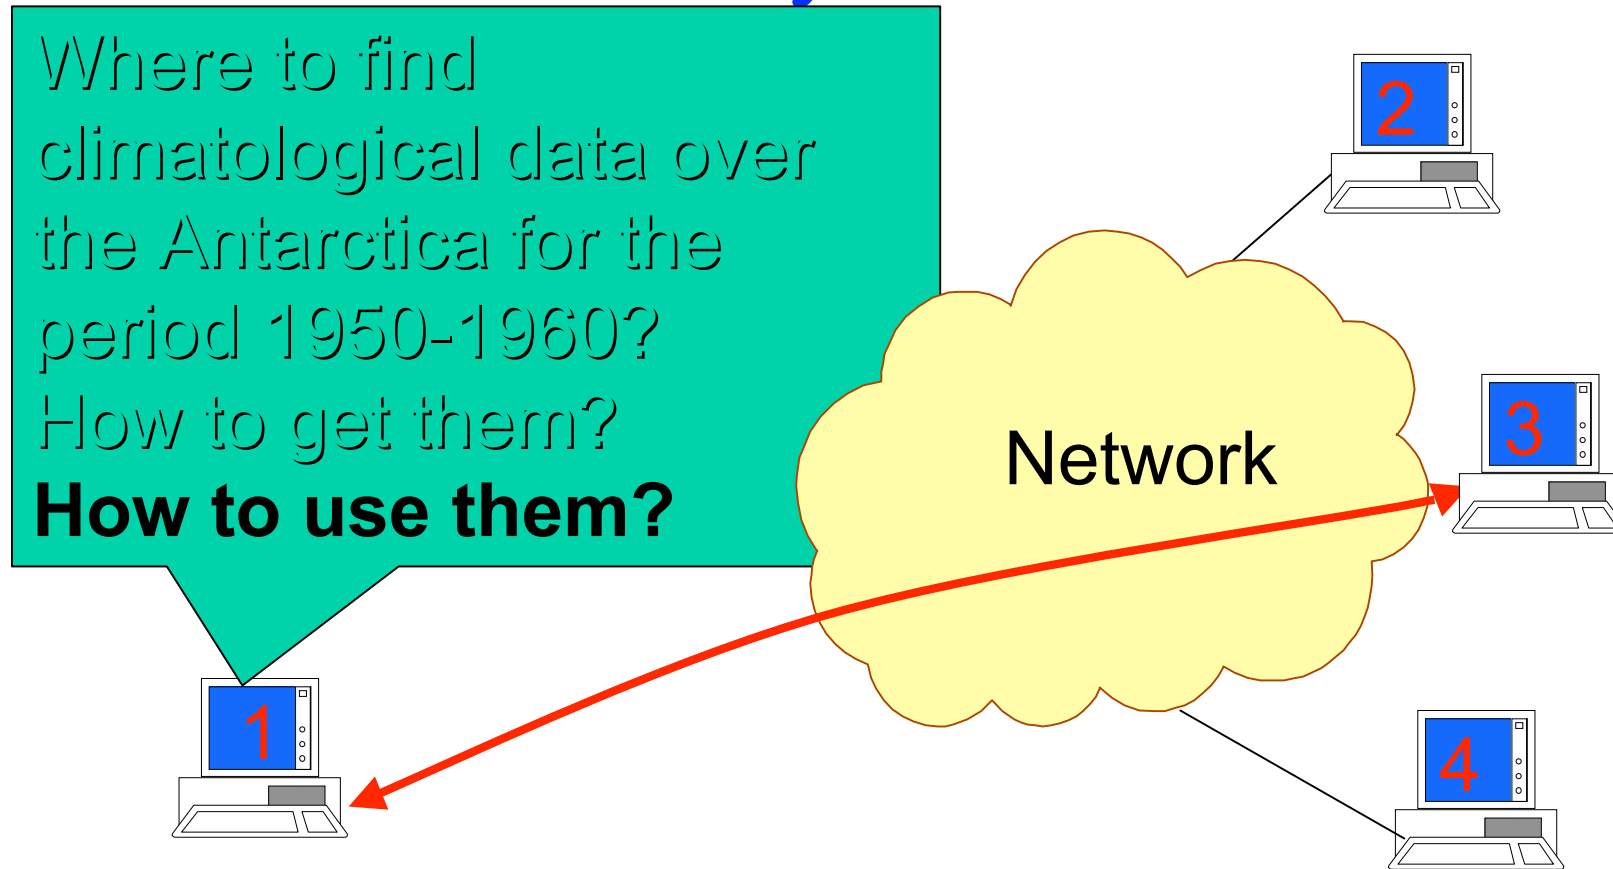 Where to find
climatological data over
the Antarctica for the
period 1950-1960?
How to get them?
How to use them?
2
Network
3
1
4